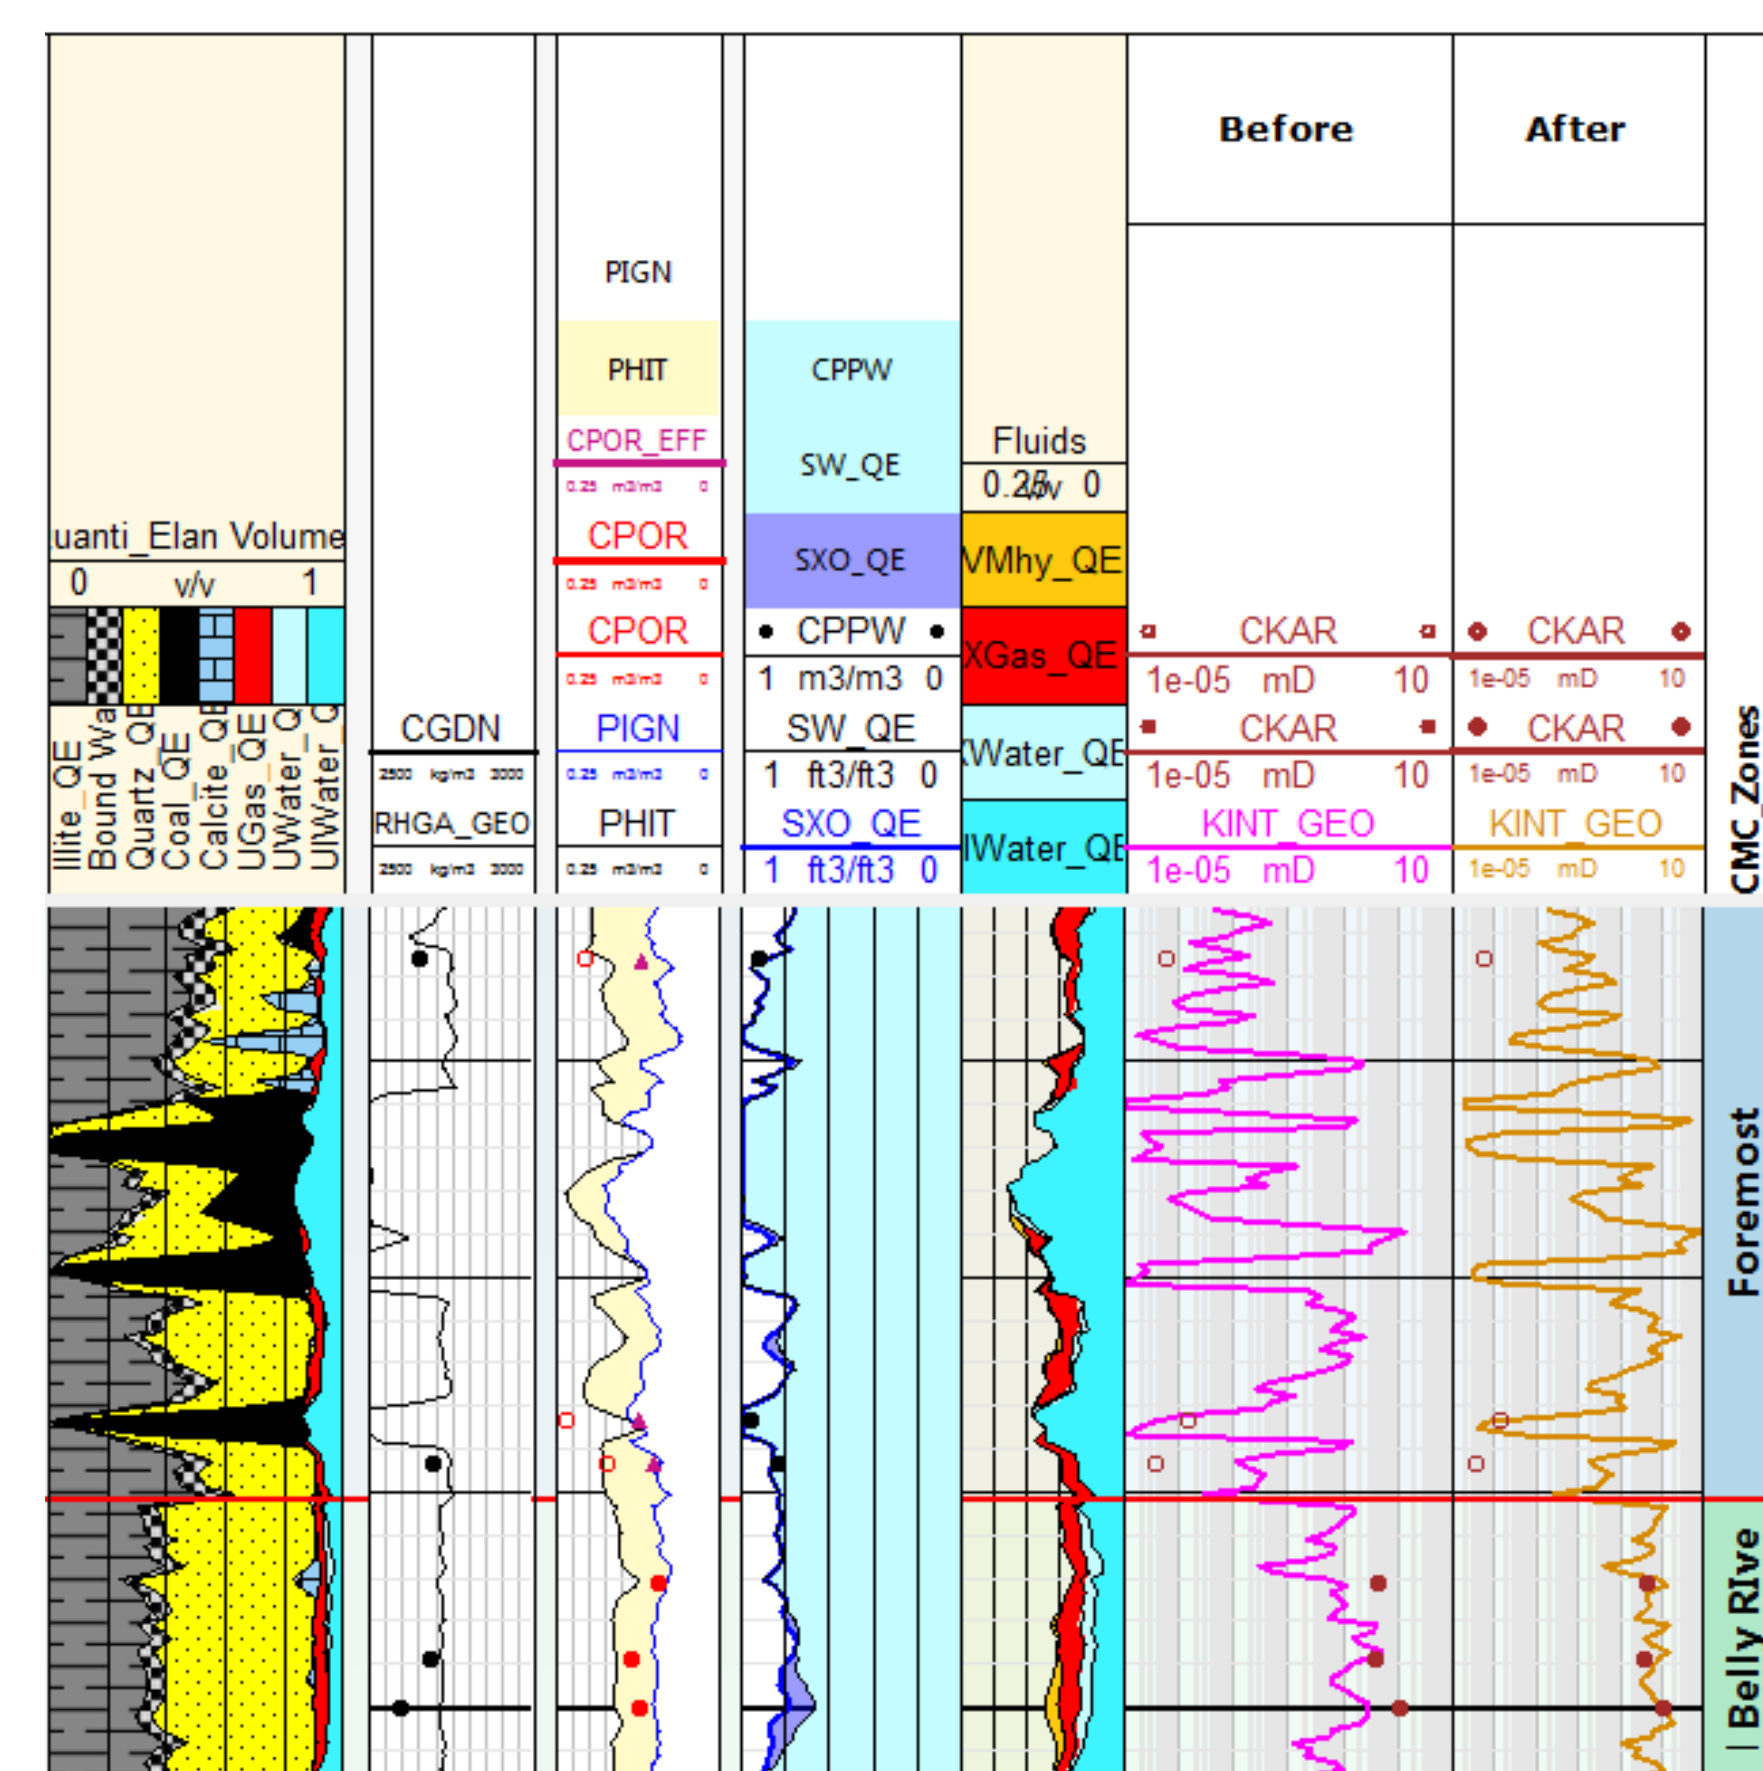 Before
After
PIGN
PHIT
CPPW
CPOR_EFF
0.25 m3/m3 0
SW_QE
Fluids
0.25 0
uanti_Elan Volume
0 v/v 1
CPOR
0.25 m3/m3 0
SXO_QE
VMhy_QE
CPOR
0.25 m3/m3 0
CPPW
1 m3/m3 0
XGas_QE
CKAR
1e-05 mD 10
CKAR
1e-05 mD 10
Illite_QE
Bound Wa
Quartz_QE
Coal_QE
Calcite_QE
UGas_QE
UWater_Q
UIWater_Q
CGDN
2500 kg/m3 3000
PIGN
0.25 m3/m3 0
SW_QE
1 ft3/ft3 0
Water_QE
CKAR
1e-05 mD 10
CKAR
1e-05 mD 10
RHGA_GEO
2500 kg/m3 3000
PHIT
0.25 m3/m3 0
SXO_QE
1 ft3/ft3 0
IWater_QE
KINT_GEO
1e-05 mD 10
KINT_GEO
1e-05 mD 10
CMC_Zones
Foremost
Belly RIve